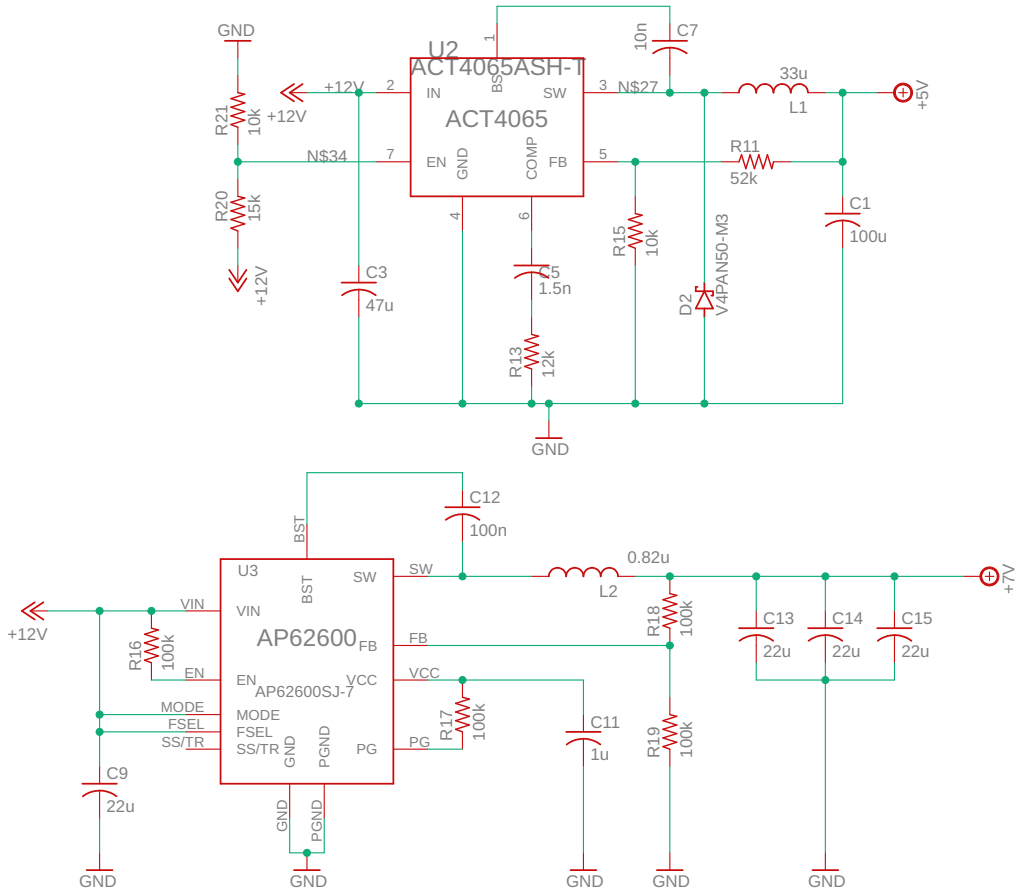 GND
1
10n
C7
U2
ACT4065ASH-T
BS
33u
+12V
2
IN
SW
3
N$27
+5V
R21
10k
+12V
ACT4065
L1
N$34
7
EN
GND
COMP
FB
5
R11
52k
R20
15k
4
6
R15
10k
C1
100u
+12V
C3
47u
C5
1.5n
D2
V4PAN50-M3
R13
12k
GND
C12
100n
BST
0.82u
U3
BST
SW
SW
L2
+7V
+12V
VIN
VIN
R18
100k
C13
22u
C14
22u
C15
22u
R16
100k
AP62600
FB
FB
EN
EN
VCC
VCC
AP62600SJ-7
MODE
MODE
FSEL
FSEL
SS/TR
SS/TR
GND
PGND
PG
PG
R17
100k
C11
1u
R19
100k
C9
22u
GND
PGND
GND
GND
GND
GND
GND